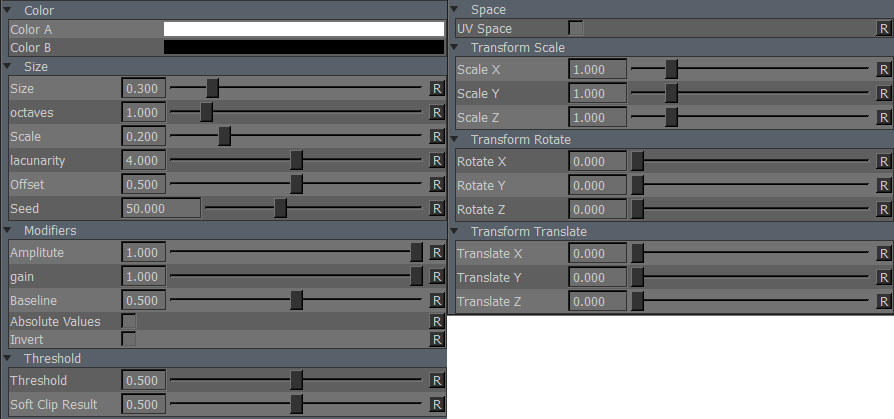 Color
Color A
Color B
Size
Size 0.300 R
octaves 1.000 R
Scale 0.200 R
lacunarity 4.000 R
Offset 0.500 R
Seed 50.000 R
Modifiers
Amplitute 1.000 R
gain 1.000 R
Baseline 0.500 R
Absolute Values R
Invert R
Threshold
Threshold 0.500 R
Soft Clip Result 0.500 R
Space
UV Space R
Transform Scale
Scale X 1.000 R
Scale Y 1.000 R
Scale Z 1.000 R
Transform Rotate
Rotate X 0.000 R
Rotate Y 0.000 R
Rotate Z 0.000 R
Transform Translate
Translate X 0.000 R
Translate Y 0.000 R
Translate Z 0.000 R